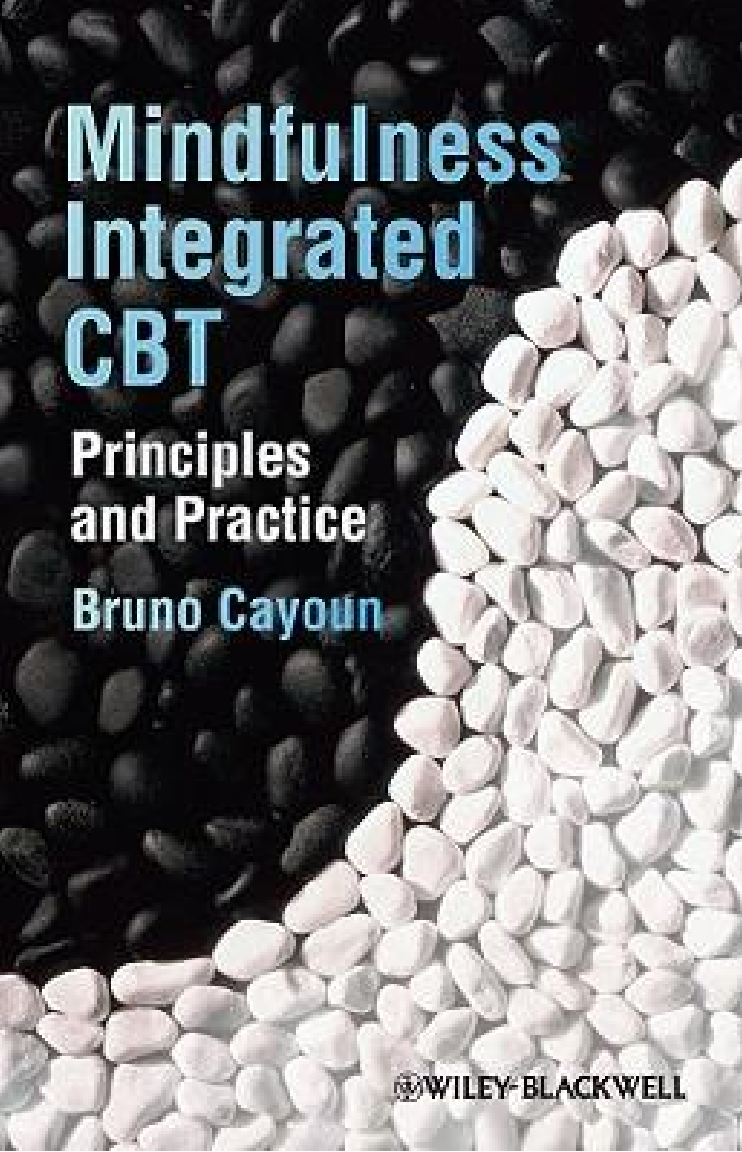 Mindfulness
Integrated
CBT
Principles
and Practice
Bruno Cayoun
WILEY-BLACKWELL